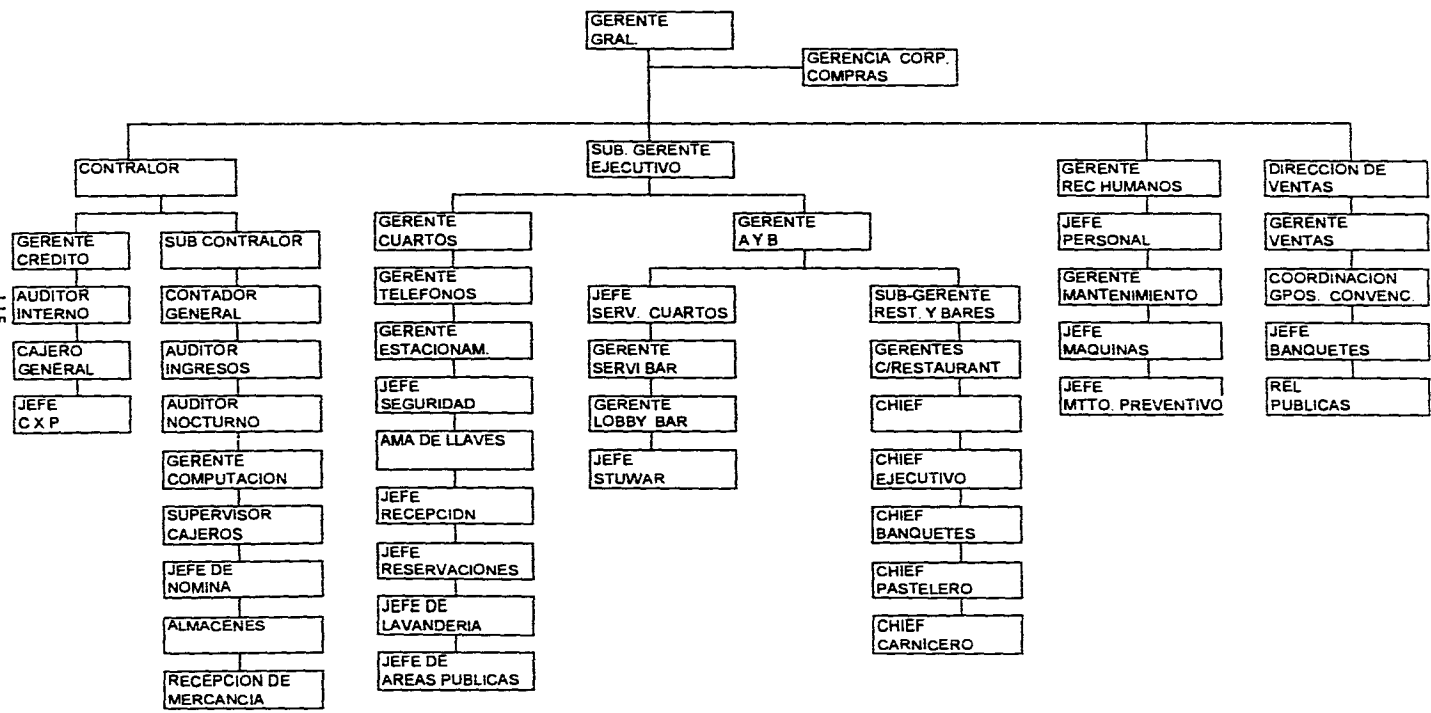 GERENTE
GRAL.
GERENCIA CORP.
COMPRAS
CONTRALOR
SUB. GERENTE
EJECUTIVO
GERENTE
REC HUMANOS
DIRECCION DE
VENTAS
GERENTE
CREDITO
AUDITOR
INTERNO
CAJERO
GENERAL
JEFE
C X P
SUB CONTRALOR
CONTADOR
GENERAL
AUDITOR
INGRESOS
AUDITOR
NOCTURNO
GERENTE
COMPUTACION
SUPERVISOR
CAJEROS
JEFE DE
NOMINA
ALMACENES
RECEPCION DE
MERCANCIA
GERENTE
CUARTOS
GERENTE
TELEFONOS
GERENTE
ESTACIONAM.
JEFE
SEGURIDAD
AMA DE LLAVES
JEFE
RECEPCION
JEFE
RESERVACIONES
JEFE DE
LAVANDERIA
JEFE DE
AREAS PUBLICAS
GERENTE
A Y B
JEFE
SERV. CUARTOS
GERENTE
SERVI BAR
GERENTE
LOBBY BAR
JEFE
STUWAR
SUB-GERENTE
REST. Y BARES
GERENTES
C/RESTAURANT
CHIEF
CHIEF
EJECUTIVO
CHIEF
BANQUETES
CHIEF
PASTELERO
CHIEF
CARNICERO
JEFE
PERSONAL
GERENTE
MANTENIMIENTO
JEFE
MAQUINAS
JEFE
MTTO. PREVENTIVO
GERENTE
VENTAS
COORDINACION
GPOS. CONVENC.
JEFE
BANQUETES
REL
PUBLICAS